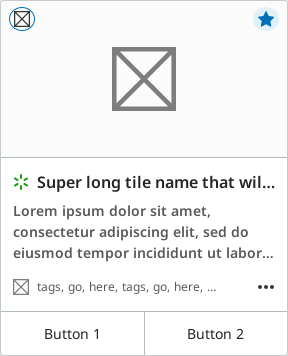 Super long tile name that wil...
Lorem ipsum dolor sit amet,
consectetur adipiscing elit, sed do
eiusmod tempor incididunt ut labor...
tags, go, here, tags, go, here, ...
Button 1
Button 2